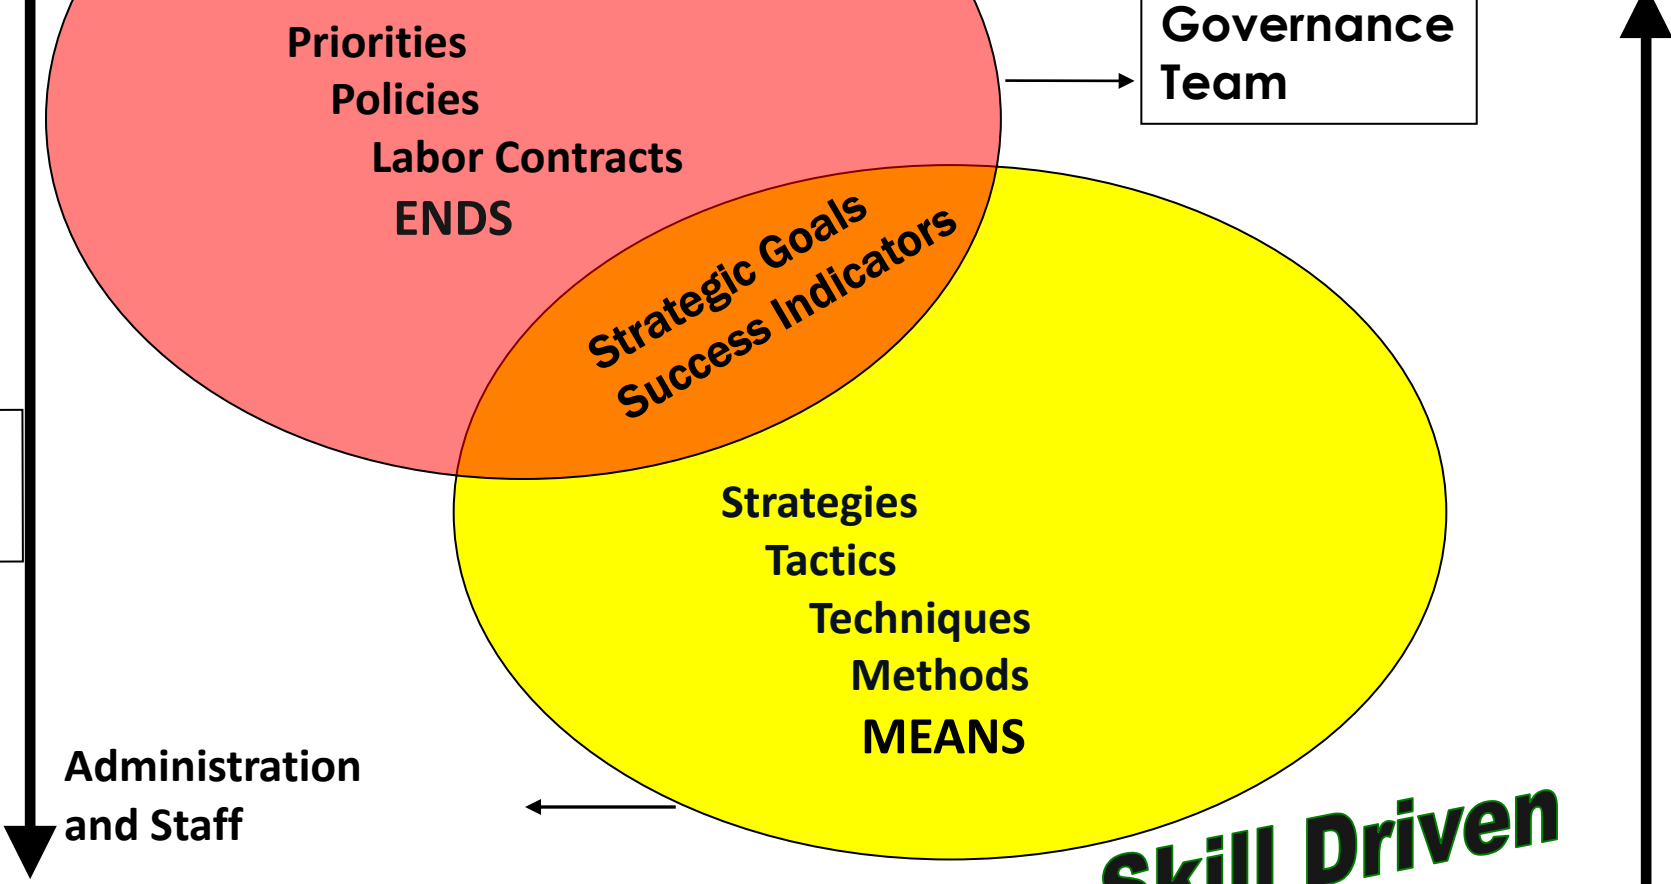 Priorities
Policies
Labor Contracts
ENDS
Governance
Team
Strategic Goals
Success Indicators
Strategies
Tactics
Techniques
Methods
MEANS
Administration
and Staff
Skill Driven